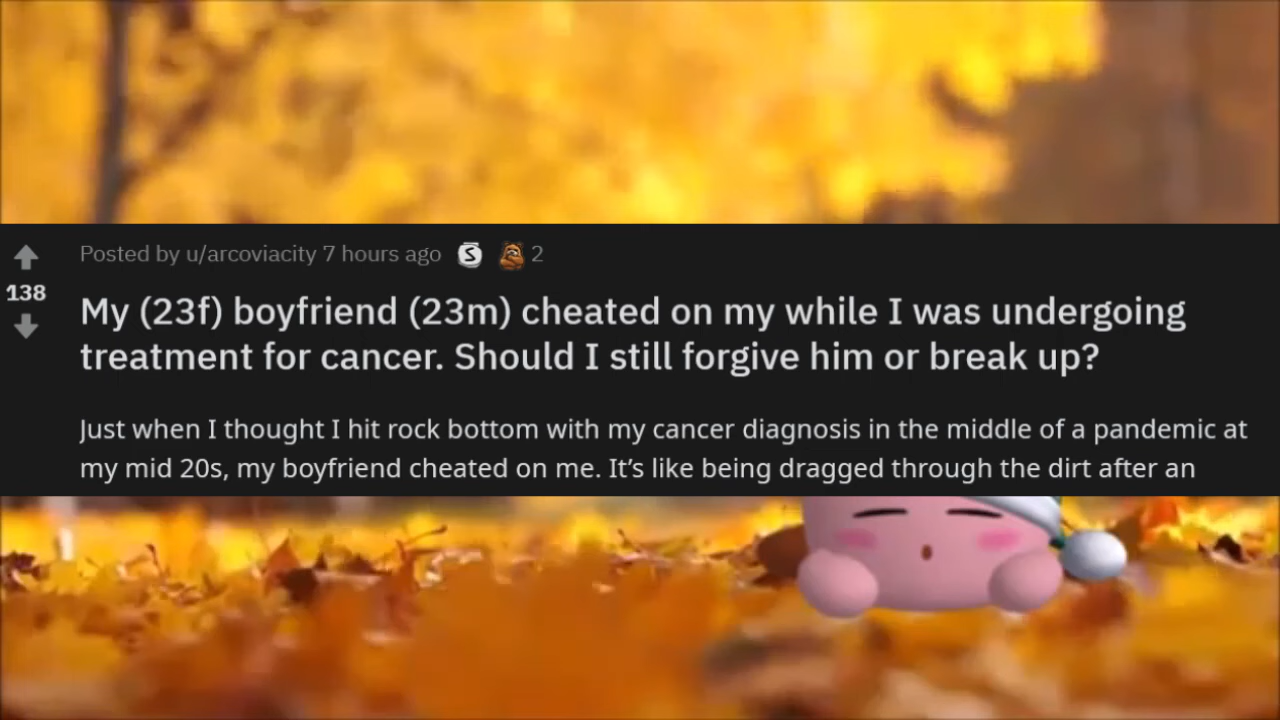 Posted by u/arcoviacity 7 hours ago S 2
138
My (23f) boyfriend (23m) cheated on my while I was undergoing
treatment for cancer. Should I still forgive him or break up?
Just when I thought I hit rock bottom with my cancer diagnosis in the middle of a pandemic at
my mid 20s, my boyfriend cheated on me. It’s like being dragged through the dirt after an